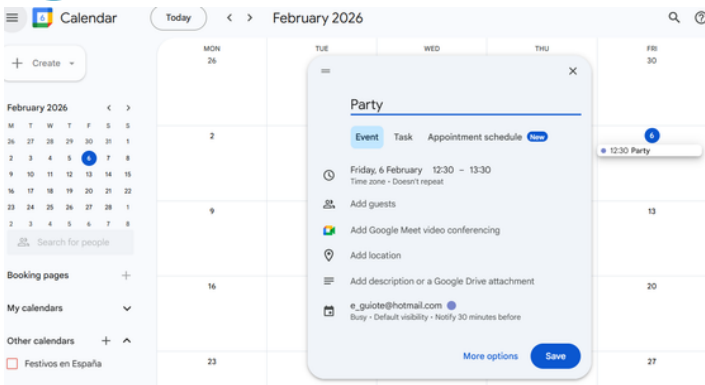 6 Calendar Today < > February 2026
+ Create
February 2026 < >
M T W T F S S
26 27 28 29 30 31 1
2 3 4 5 6 7 8
9 10 11 12 13 14 15
16 17 18 19 20 21 22
23 24 25 26 27 28 1
2 3 4 5 6 7 8
Search for people
Booking pages +
My calendars
Other calendars +
Festivos en España
MON TUE WED THU FRI
26 30
2 6
12:30 Party
9 13
16 20
23 27
Party
Event Task Appointment schedule New
Friday, 6 February 12:30 – 13:30
Time zone • Doesn't repeat
Add guests
Add Google Meet video conferencing
Add location
Add description or a Google Drive attachment
e_guiote@hotmail.com
Busy • Default visibility • Notify 30 minutes before
More options Save